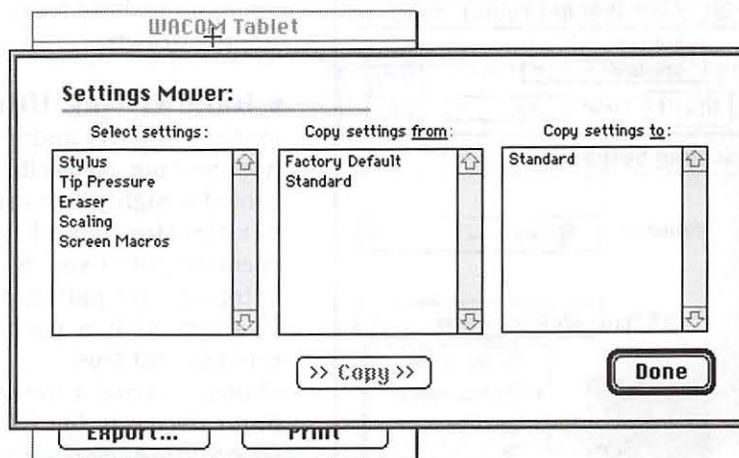 WACOM Tablet
Settings Mover:
Select settings: Copy settings from: Copy settings to:
Stylus Factory Default Standard
Tip Pressure Standard
Eraser
Scaling
Screen Macros
>> Copy >>
Done
Export... Print